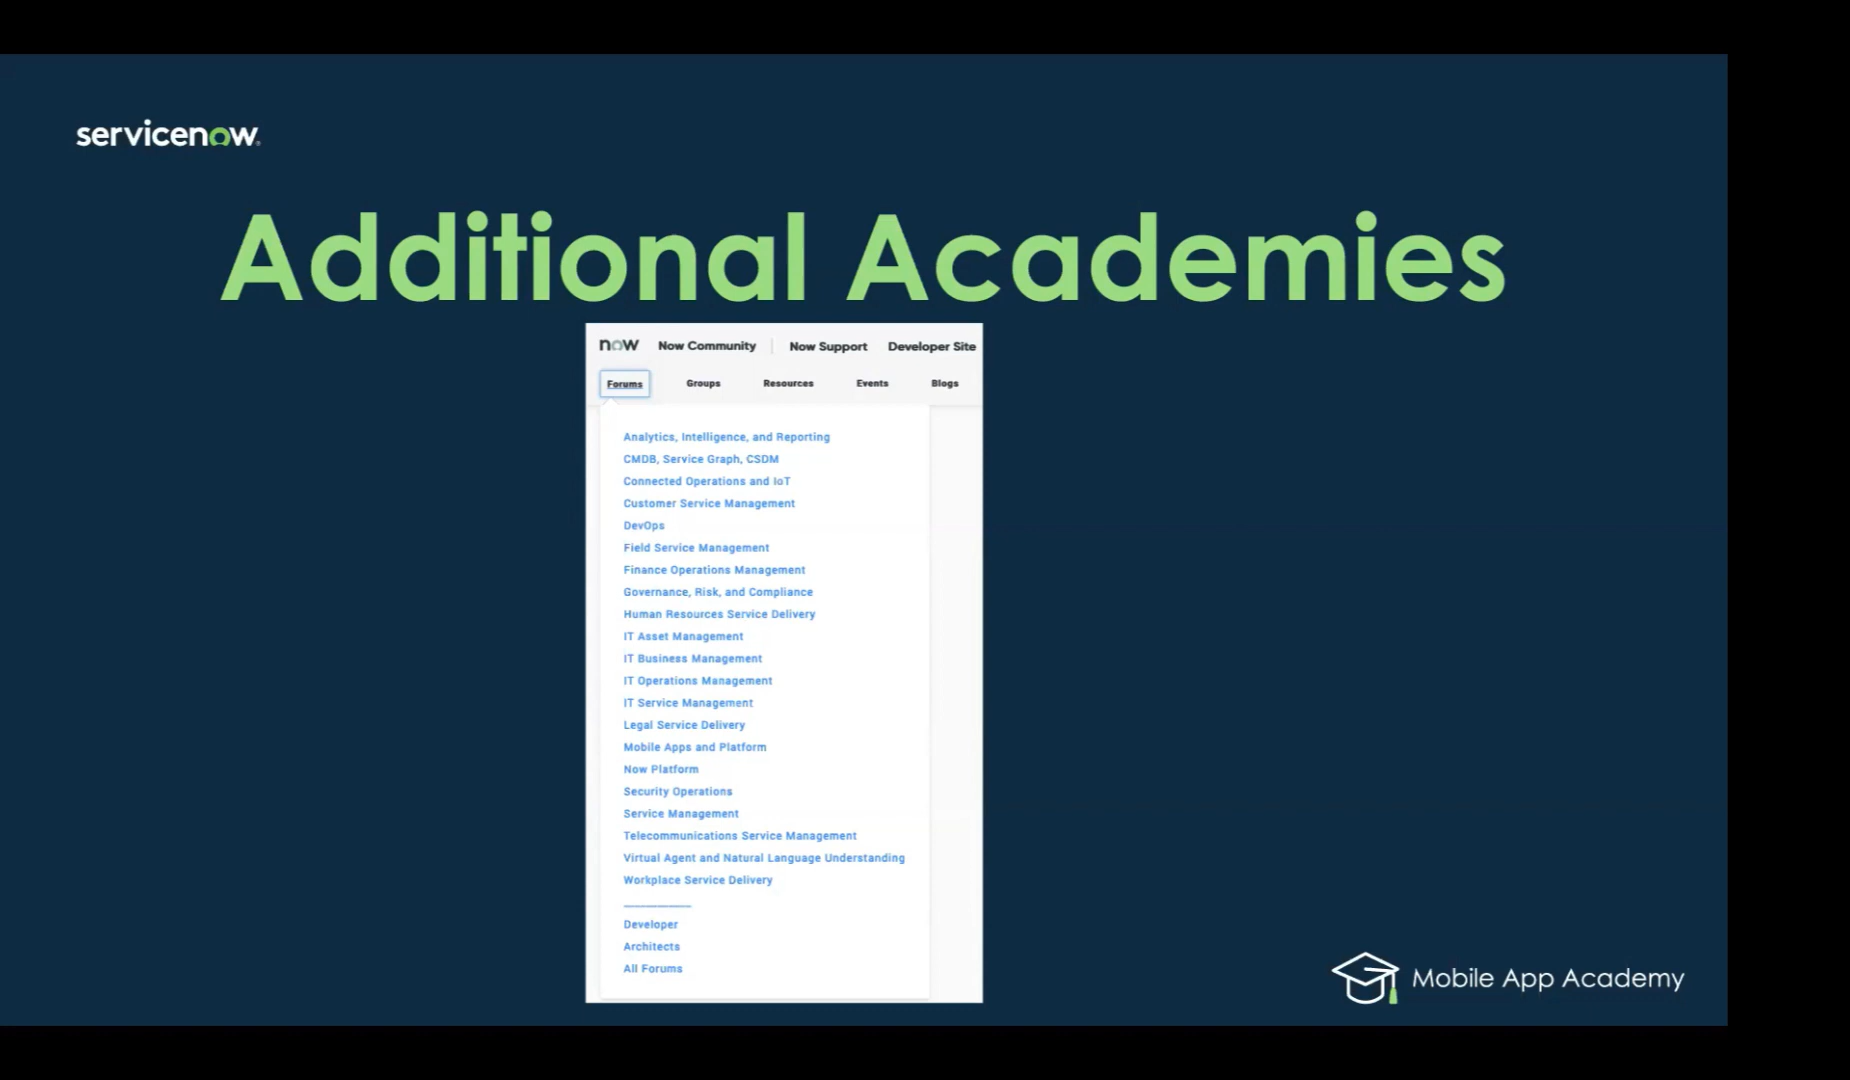 servicenow
Additional Academies
now Now Community Now Support Developer Site
Forums Groups Resources Events Blogs
Analytics, Intelligence, and Reporting
CMDB, Service Graph, CSDM
Connected Operations and IoT
Customer Service Management
DevOps
Field Service Management
Finance Operations Management
Governance, Risk, and Compliance
Human Resources Service Delivery
IT Asset Management
IT Business Management
IT Operations Management
IT Service Management
Legal Service Delivery
Mobile Apps and Platform
Now Platform
Security Operations
Service Management
Telecommunications Service Management
Virtual Agent and Natural Language Understanding
Workplace Service Delivery
Developer
Architects
All Forums
Mobile App Academy